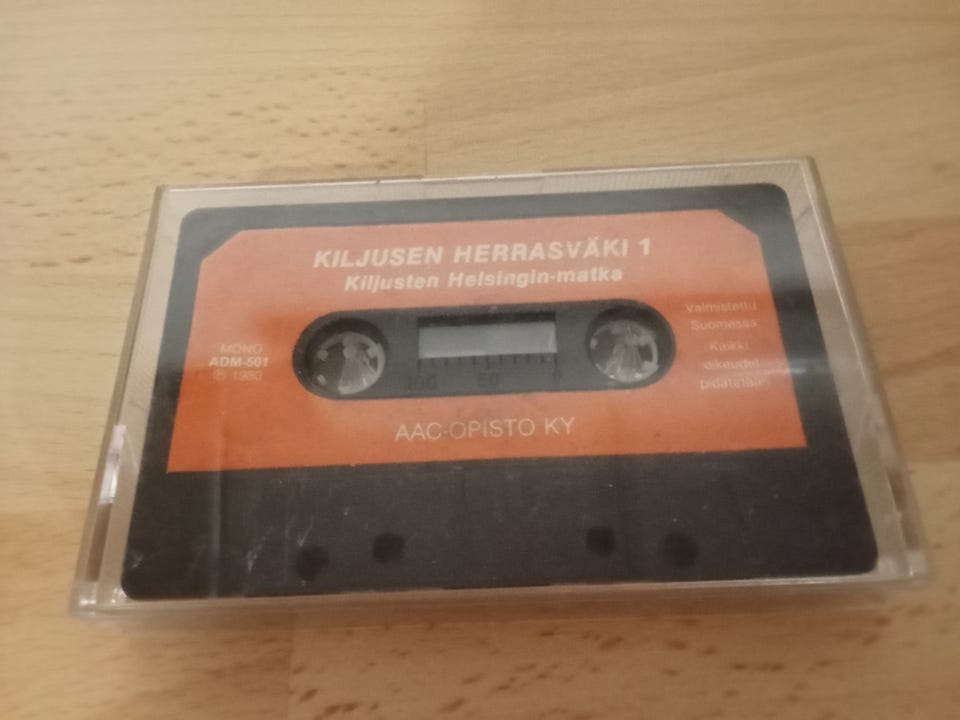 KILJUSEN HERRASVÄKI 1
Kiljusten Helsingin-matka
MONO
ADM-501
℗ 1980
Valmistettu
Suomessa
Kaikki
oikeudet
pidätetään
100 50 0
AAC-OPISTO KY